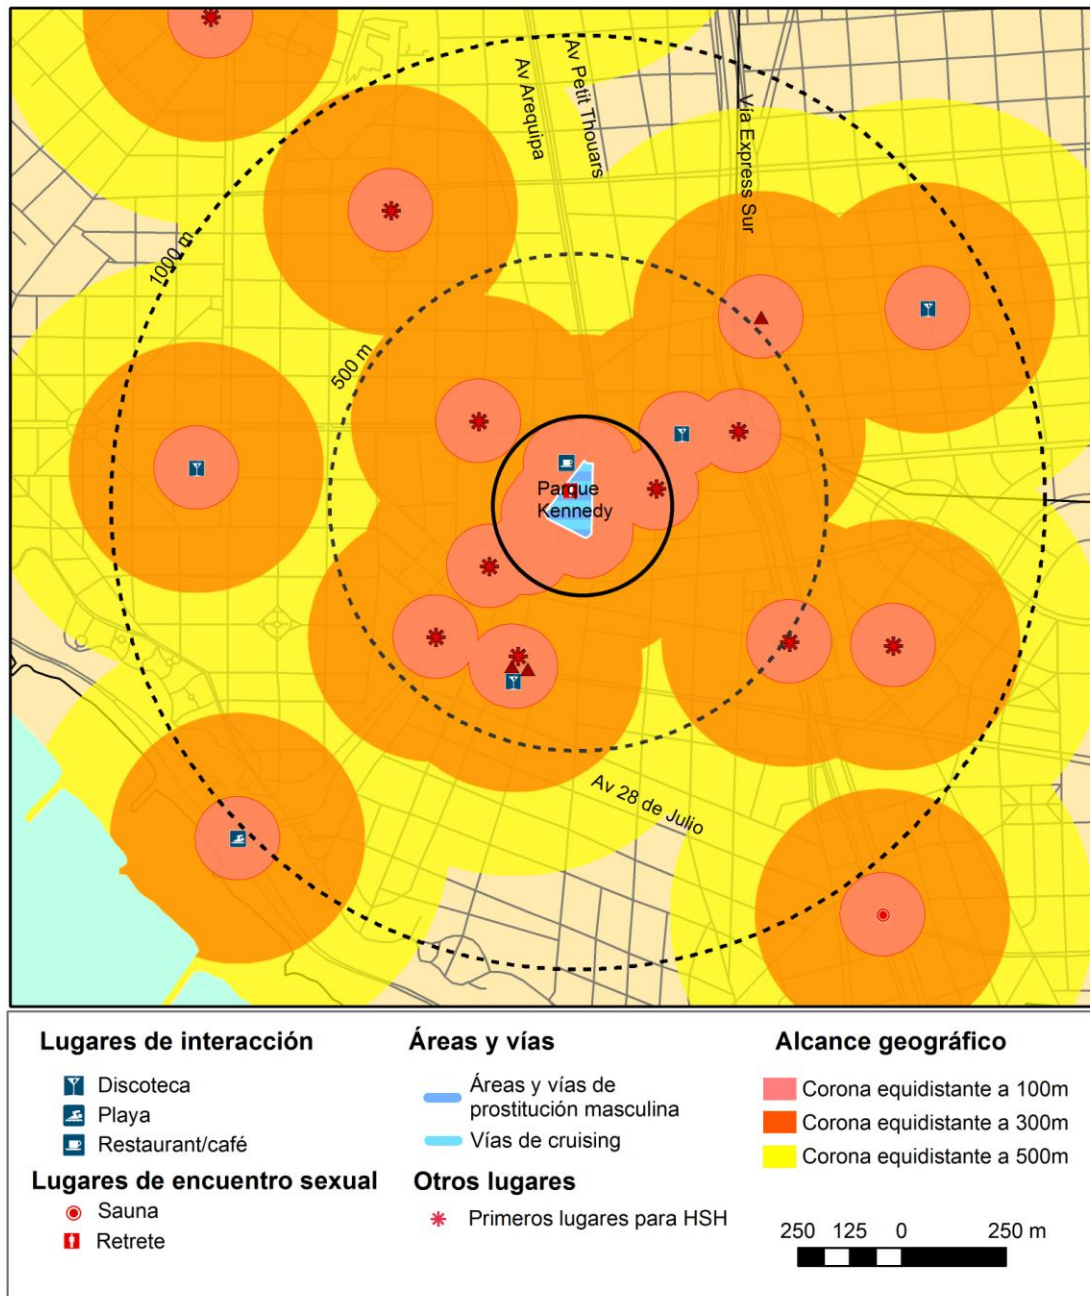 Av Petit Thouars
Av Arequipa
Vía Express Sur
1000 m
500 m
Parque
Kennedy
Av 28 de Julio
Lugares de interacción
Discoteca
Playa
Restaurant/café
Lugares de encuentro sexual
Sauna
Retrete
Áreas y vías
Áreas y vías de
prostitución masculina
Vías de cruising
Otros lugares
Primeros lugares para HSH
Alcance geográfico
Corona equidistante a 100m
Corona equidistante a 300m
Corona equidistante a 500m
250 125 0 250 m